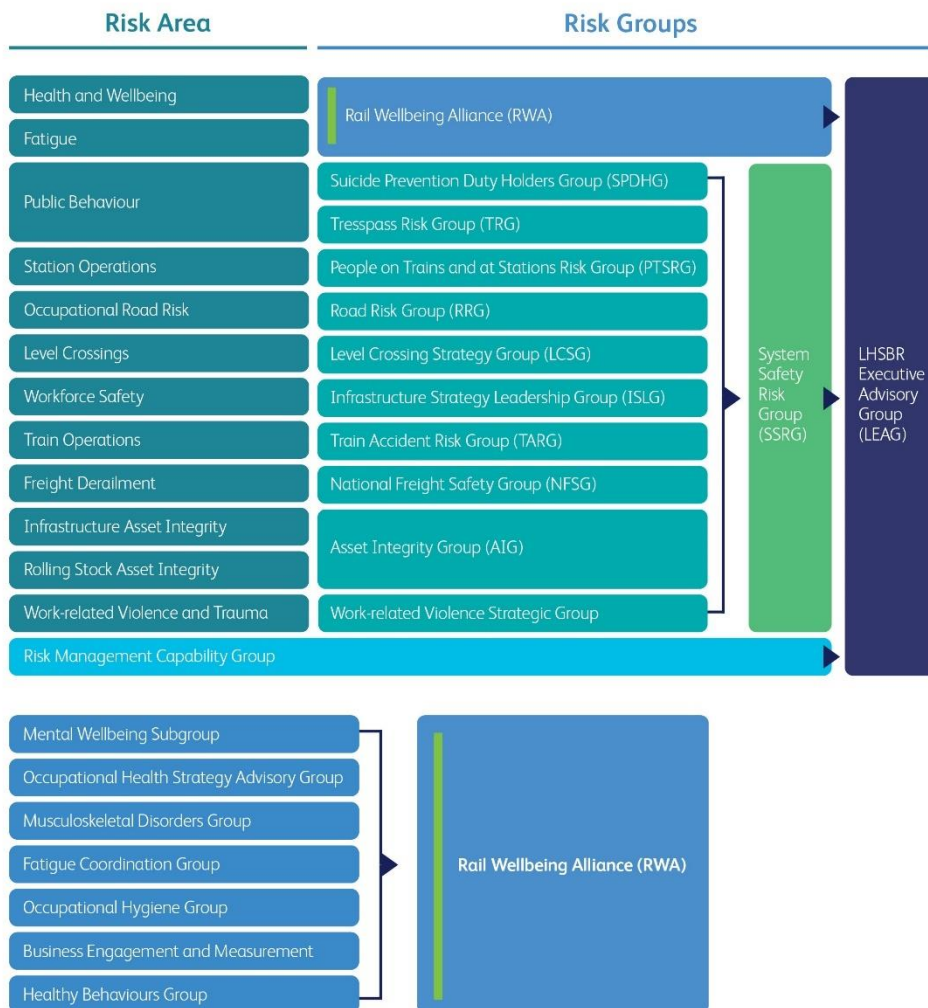 Risk Area
Risk Groups
Health and Wellbeing
Fatigue
Rail Wellbeing Alliance (RWA)
Public Behaviour
Suicide Prevention Duty Holders Group (SPDHG)
Tresspass Risk Group (TRG)
Station Operations
People on Trains and at Stations Risk Group (PTSRG)
Occupational Road Risk
Road Risk Group (RRG)
Level Crossings
Level Crossing Strategy Group (LCSG)
Workforce Safety
Infrastructure Strategy Leadership Group (ISLG)
Train Operations
Train Accident Risk Group (TARG)
Freight Derailment
National Freight Safety Group (NFSG)
Infrastructure Asset Integrity
Rolling Stock Asset Integrity
Asset Integrity Group (AIG)
Work-related Violence and Trauma
Work-related Violence Strategic Group
System
Safety
Risk
Group
(SSRG)
LHSBR
Executive
Advisory
Group
(LEAG)
Risk Management Capability Group
Mental Wellbeing Subgroup
Occupational Health Strategy Advisory Group
Musculoskeletal Disorders Group
Fatigue Coordination Group
Occupational Hygiene Group
Business Engagement and Measurement
Healthy Behaviours Group
Rail Wellbeing Alliance (RWA)